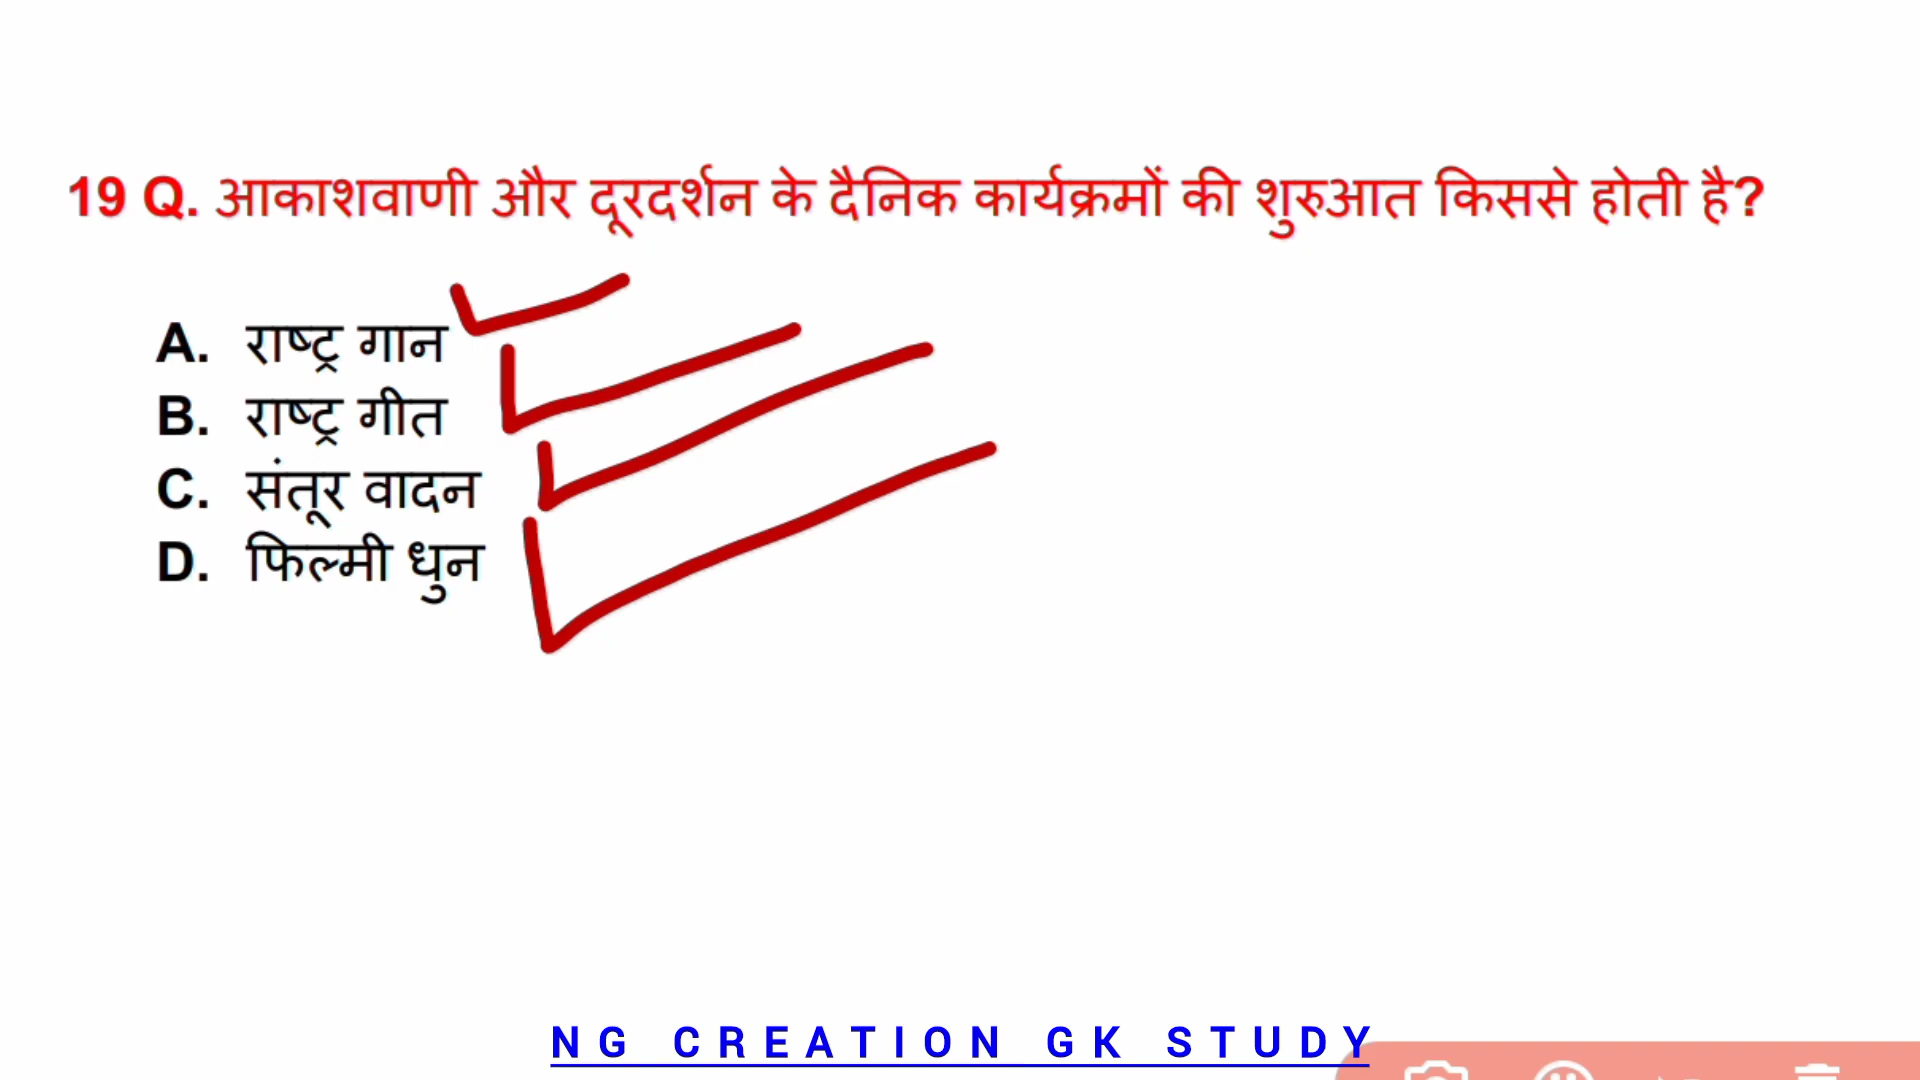 19 Q. आकाशवाणी और दूरदर्शन के दैनिक कार्यक्रमों की शुरुआत किससे होती है?
A. राष्ट्र गान
B. राष्ट्र गीत
C. संतूर वादन
D. फिल्मी धुन
NG CREATION GK STUDY